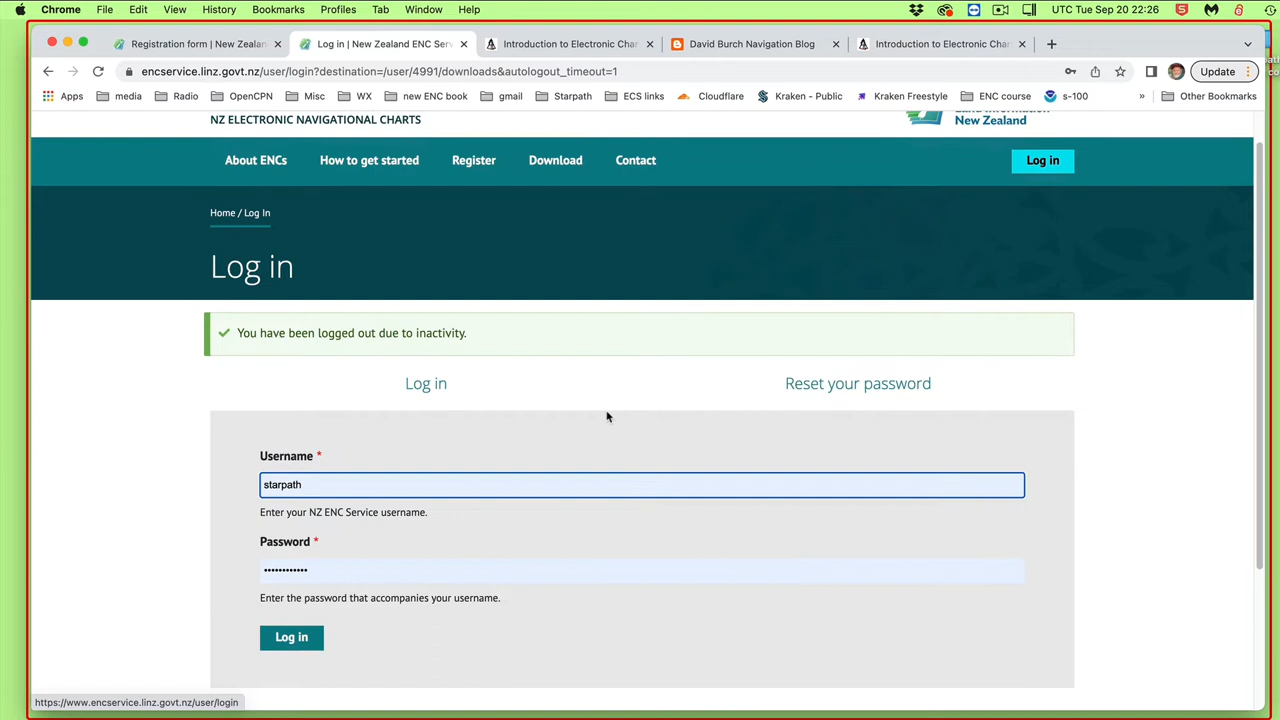 Chrome File Edit View History Bookmarks Profiles Tab Window Help UTC Tue Sep 20 22:26
Registration form | New Zealan Log in | New Zealand ENC Serv Introduction to Electronic Char David Burch Navigation Blog Introduction to Electronic Char
encservice.linz.govt.nz/user/login?destination=/user/4991/downloads&autologout_timeout=1 Update
Apps media Radio OpenCPN Misc WX new ENC book gmail Starpath ECS links Cloudflare Kraken - Public Kraken Freestyle ENC course s-100 » Other Bookmarks
NZ ELECTRONIC NAVIGATIONAL CHARTS
New Zealand
About ENCs How to get started Register Download Contact Log in
Home / Log In
Log in
You have been logged out due to inactivity.
Log in Reset your password
Username *
starpath
Enter your NZ ENC Service username.
Password *
••••••••••••
Enter the password that accompanies your username.
Log in
https://www.encservice.linz.govt.nz/user/login